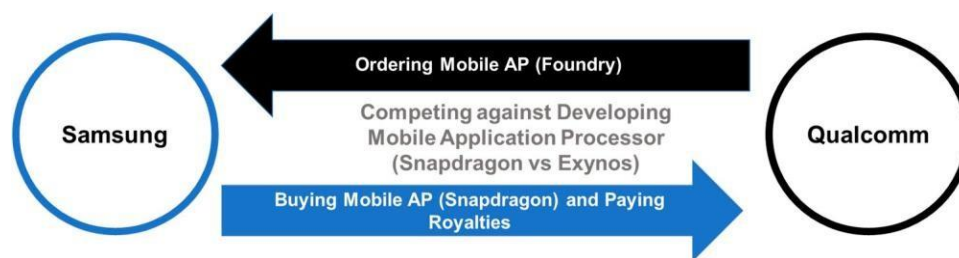 Ordering Mobile AP (Foundry)
Samsung
Competing against Developing
Mobile Application Processor
(Snapdragon vs Exynos)
Qualcomm
Buying Mobile AP (Snapdragon) and Paying
Royalties